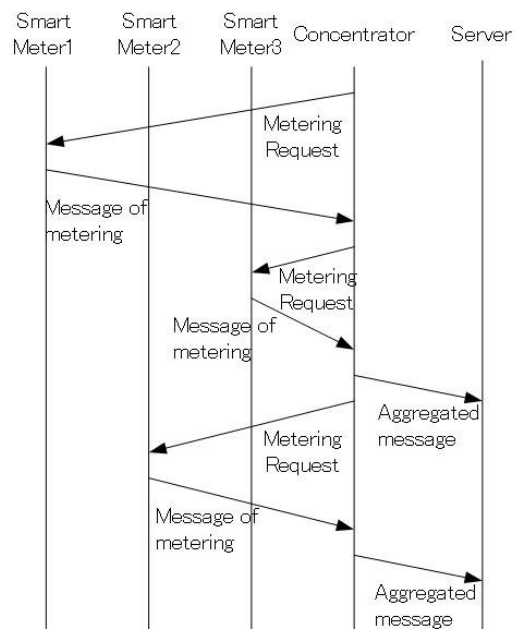 Smart
Meter1
Smart
Meter2
Smart
Meter3
Concentrator
Server
Metering
Request
Message of
metering
Metering
Request
Message of
metering
Aggregated
message
Metering
Request
Message of
metering
Aggregated
message